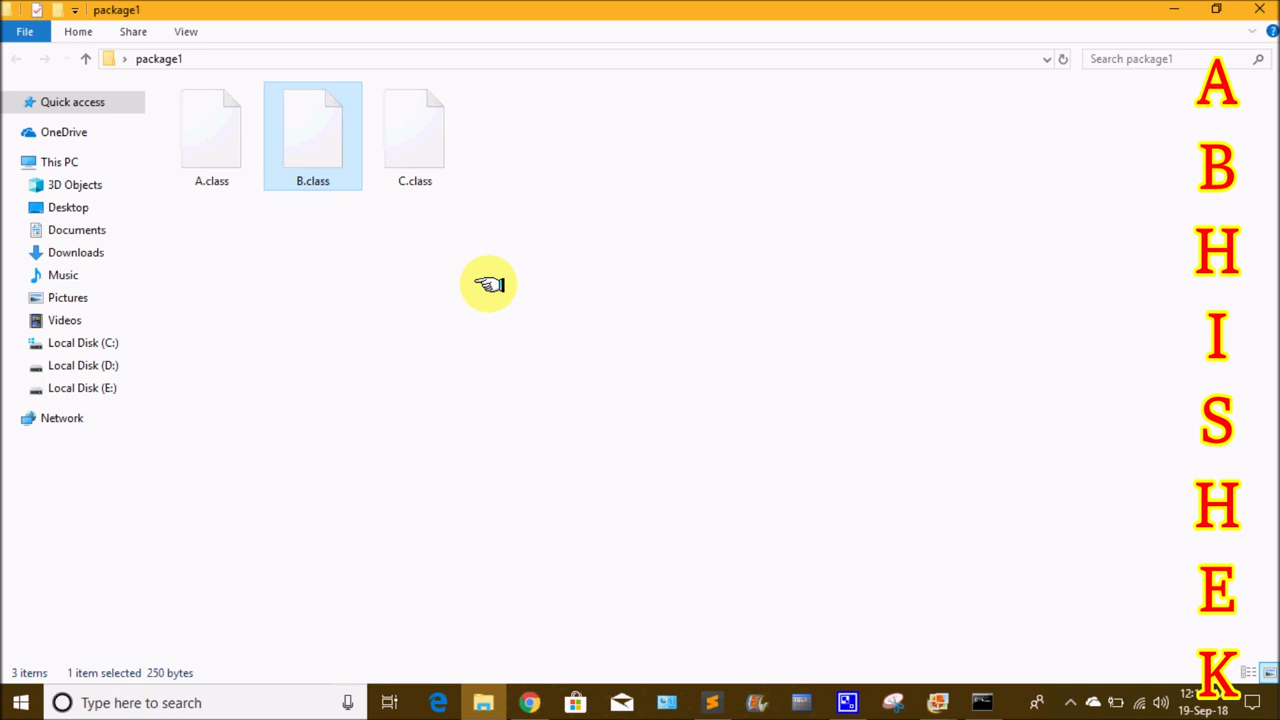 package1
File Home Share View
package1
Search package1
Quick access
OneDrive
This PC
3D Objects
Desktop
Documents
Downloads
Music
Pictures
Videos
Local Disk (C:)
Local Disk (D:)
Local Disk (E:)
Network
A.class B.class C.class
A
B
H
I
S
H
E
K
3 items 1 item selected 250 bytes
Type here to search
19-Sep-18